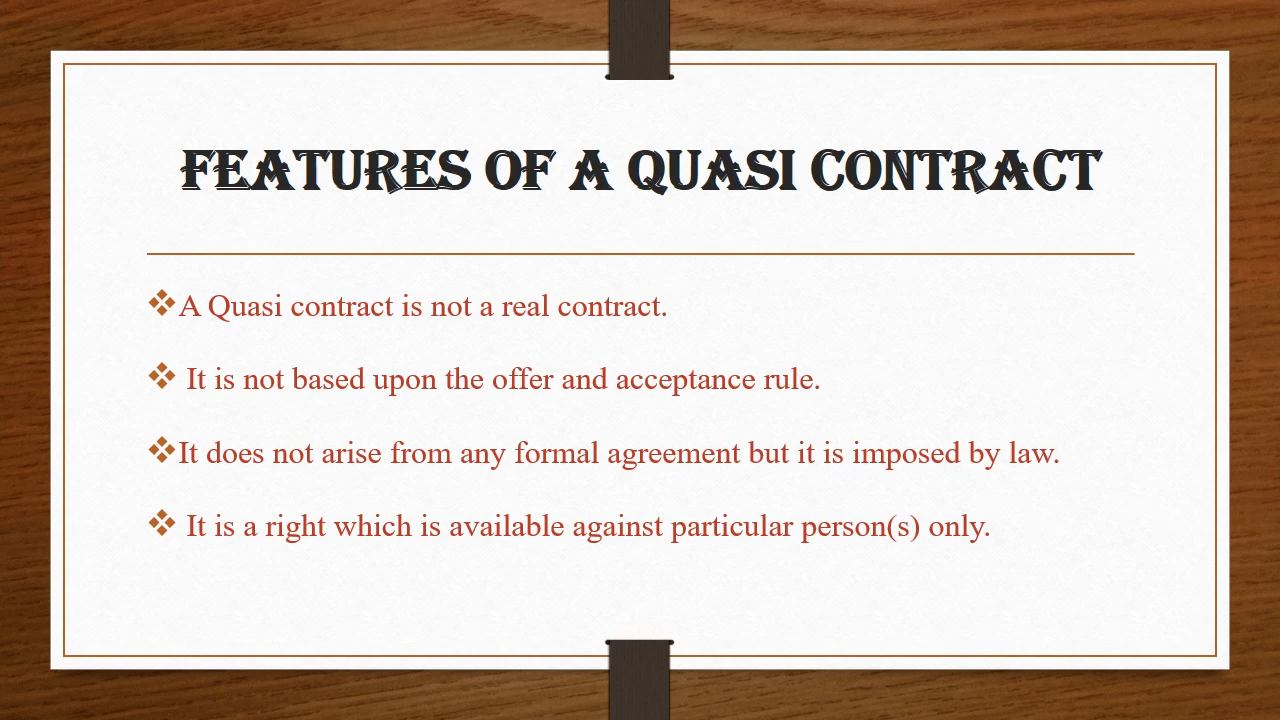 FEATURES OF A QUASI CONTRACT
❖A Quasi contract is not a real contract.
❖ It is not based upon the offer and acceptance rule.
❖It does not arise from any formal agreement but it is imposed by law.
❖ It is a right which is available against particular person(s) only.